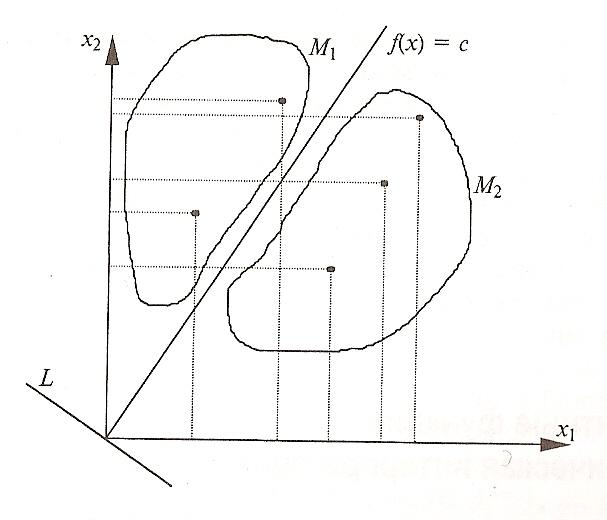 x₂
M₁
f(x) = c
M₂
L
x₁